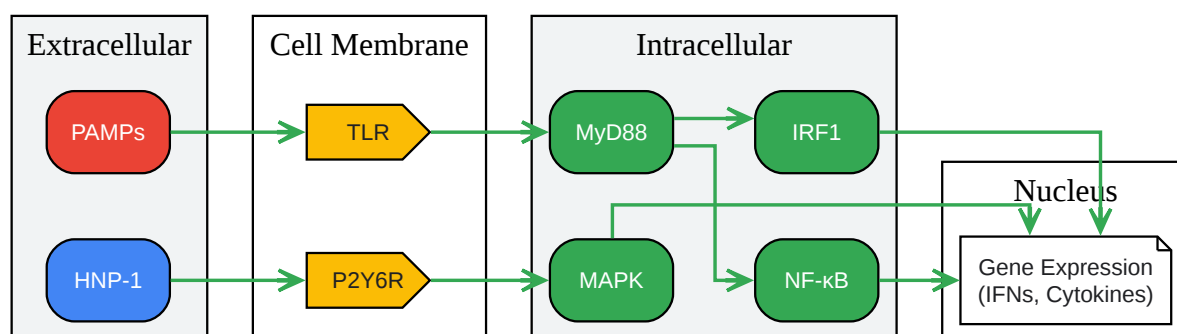 Extracellular
Cell Membrane
Intracellular
PAMPs
TLR
MyD88
IRF1
Nucleus
HNP-1
P2Y6R
MAPK
NF-κB
Gene Expression
(IFNs, Cytokines)